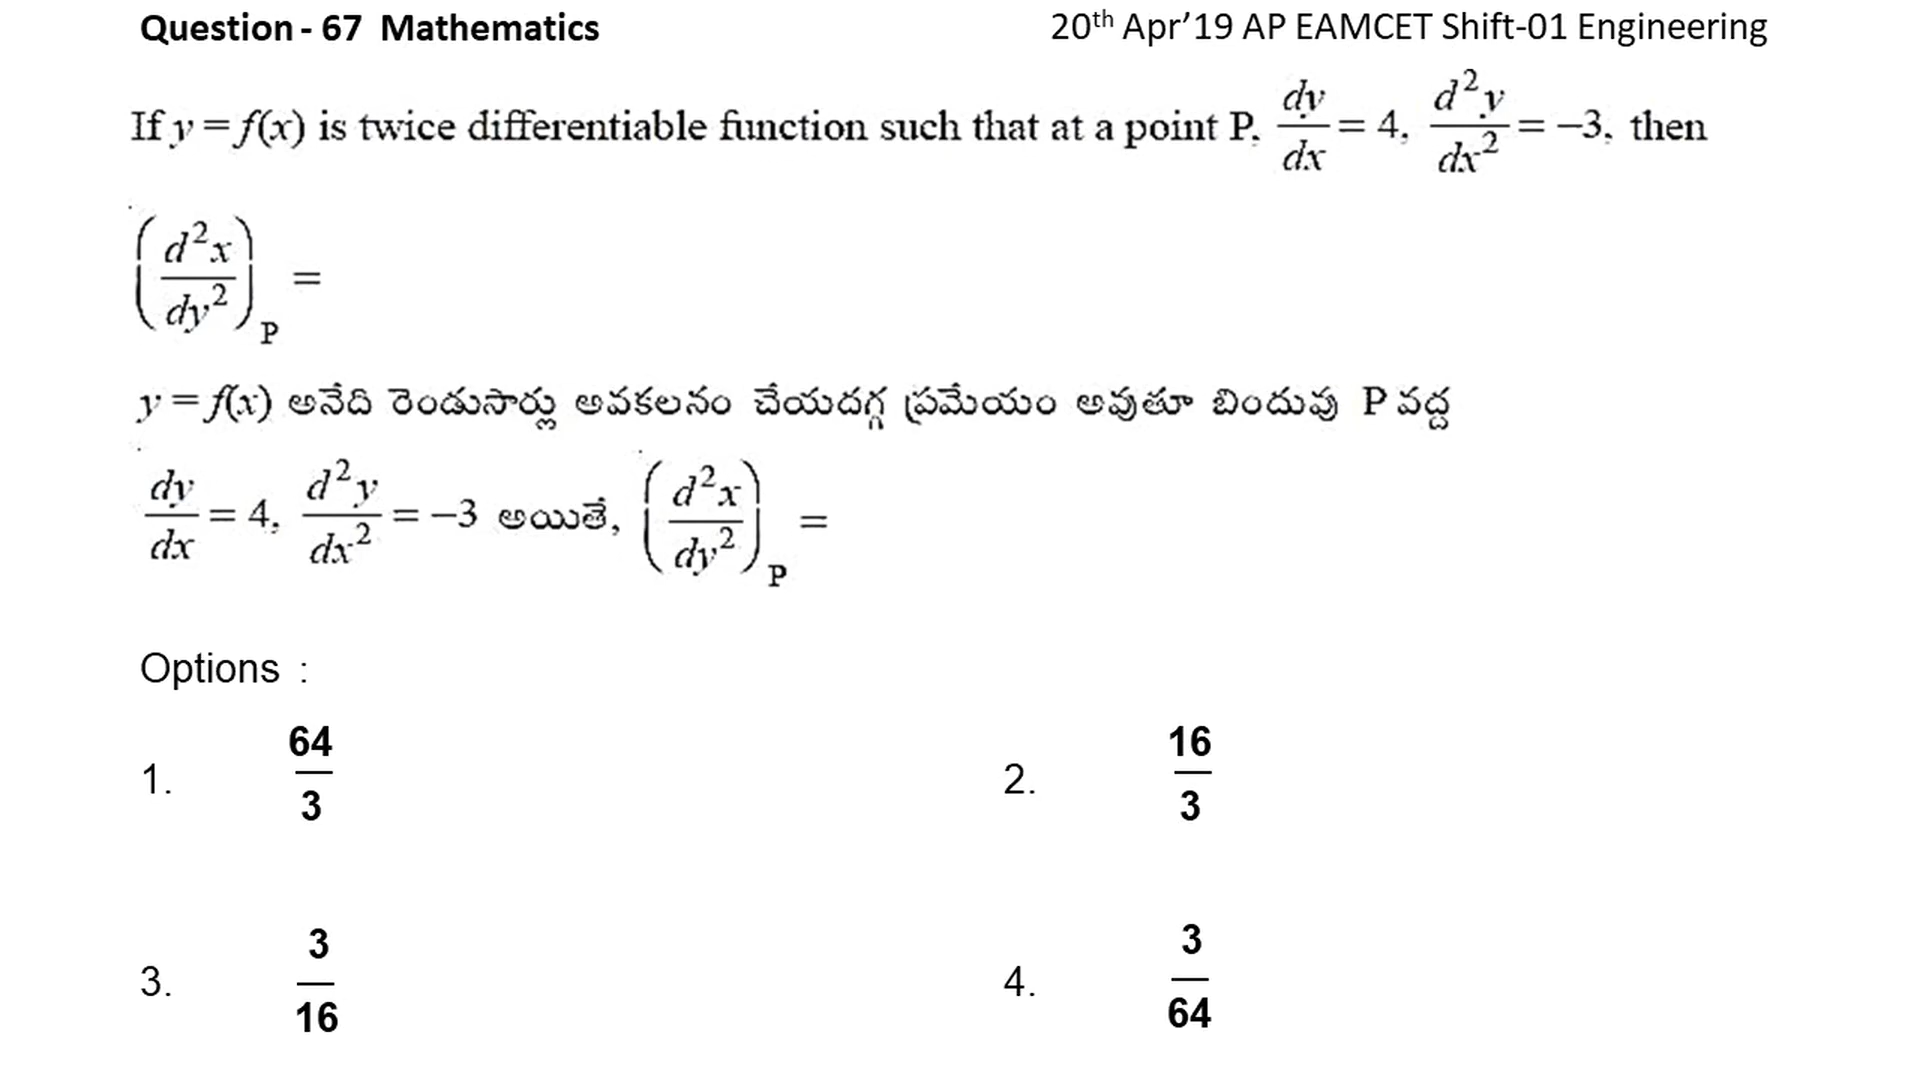 Question - 67 Mathematics
20th Apr'19 AP EAMCET Shift-01 Engineering
If y = f(x) is twice differentiable function such that at a point P, dy/dx = 4, d²y/dx² = −3, then
(d²x/dy²)P =
y = f(x) అనేది రెండుసార్లు అవకలనం చేయదగ్గ ప్రమేయం అవుతూ బిందువు P వద్ద
dy/dx = 4, d²y/dx² = −3 అయితే, (d²x/dy²)P =
Options :
1. 64/3
2. 16/3
3. 3/16
4. 3/64